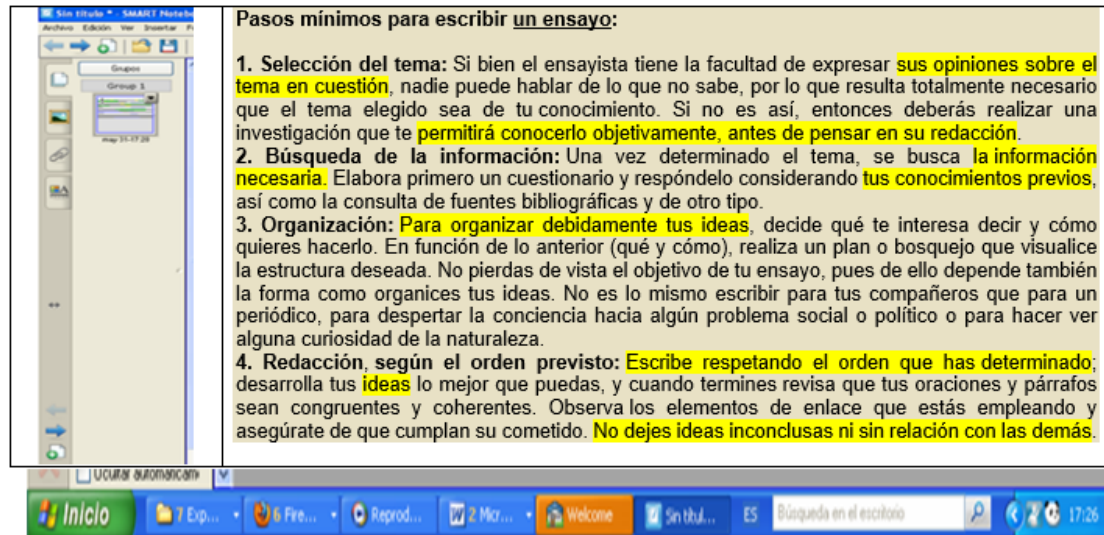 Sin título * - SMART Noteb
Archivo Edición Ver Insertar F
Grupos
Group 1
may 31-17:26
Pasos mínimos para escribir un ensayo:
1. Selección del tema: Si bien el ensayista tiene la facultad de expresar sus opiniones sobre el
tema en cuestión, nadie puede hablar de lo que no sabe, por lo que resulta totalmente necesario
que el tema elegido sea de tu conocimiento. Si no es así, entonces deberás realizar una
investigación que te permitirá conocerlo objetivamente, antes de pensar en su redacción.
2. Búsqueda de la información: Una vez determinado el tema, se busca la información
necesaria. Elabora primero un cuestionario y respóndelo considerando tus conocimientos previos,
así como la consulta de fuentes bibliográficas y de otro tipo.
3. Organización: Para organizar debidamente tus ideas, decide qué te interesa decir y cómo
quieres hacerlo. En función de lo anterior (qué y cómo), realiza un plan o bosquejo que visualice
la estructura deseada. No pierdas de vista el objetivo de tu ensayo, pues de ello depende también
la forma como organices tus ideas. No es lo mismo escribir para tus compañeros que para un
periódico, para despertar la conciencia hacia algún problema social o político o para hacer ver
alguna curiosidad de la naturaleza.
4. Redacción, según el orden previsto: Escribe respetando el orden que has determinado;
desarrolla tus ideas lo mejor que puedas, y cuando termines revisa que tus oraciones y párrafos
sean congruentes y coherentes. Observa los elementos de enlace que estás empleando y
asegúrate de que cumplan su cometido. No dejes ideas inconclusas ni sin relación con las demás.
Ocultar automáticam
Inicio 7 Exp... 6 Fire... Reprod... 2 Micr... Welcome Sin títul... ES Búsqueda en el escritorio 17:26